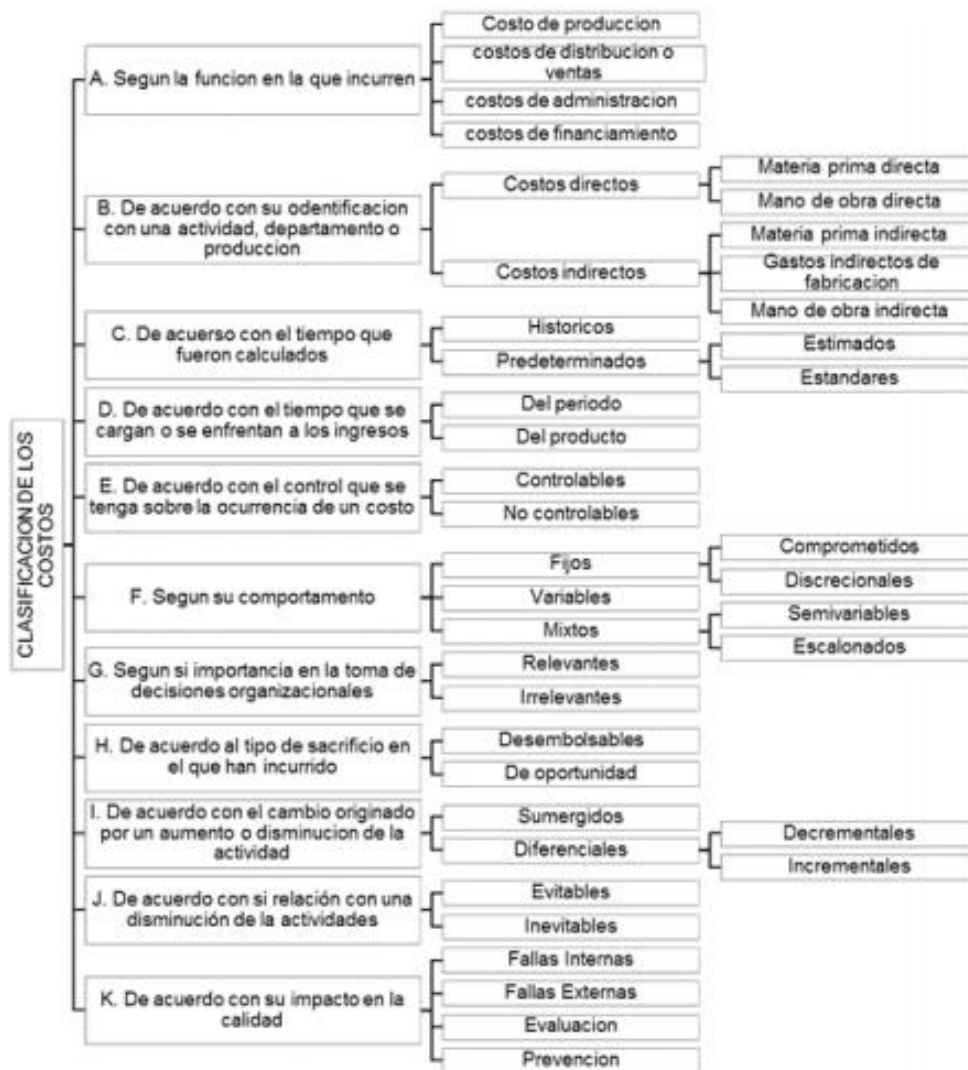 CLASIFICACION DE LOS
COSTOS
A. Segun la funcion en la que incurren
Costo de produccion
costos de distribucion o
ventas
costos de administracion
costos de financiamiento
B. De acuerdo con su odentificacion
con una actividad, departamento o
produccion
Costos directos
Materia prima directa
Mano de obra directa
Costos indirectos
Materia prima indirecta
Gastos indirectos de
fabricacion
Mano de obra indirecta
C. De acuerso con el tiempo que
fueron calculados
Historicos
Predeterminados
Estimados
Estandares
D. De acuerdo con el tiempo que se
cargan o se enfrentan a los ingresos
Del periodo
Del producto
E. De acuerdo con el control que se
tenga sobre la ocurrencia de un costo
Controlables
No controlables
F. Segun su comportamento
Fijos
Comprometidos
Discrecionales
Variables
Mixtos
Semivariables
Escalonados
G. Segun si importancia en la toma de
decisiones organizacionales
Relevantes
Irrelevantes
H. De acuerdo al tipo de sacrificio en
el que han incurrido
Desembolsables
De oportunidad
I. De acuerdo con el cambio originado
por un aumento o disminucion de la
actividad
Sumergidos
Diferenciales
Decrementales
Incrementales
J. De acuerdo con si relación con una
disminución de la actividades
Evitables
Inevitables
K. De acuerdo con su impacto en la
calidad
Fallas Internas
Fallas Externas
Evaluacion
Prevencion